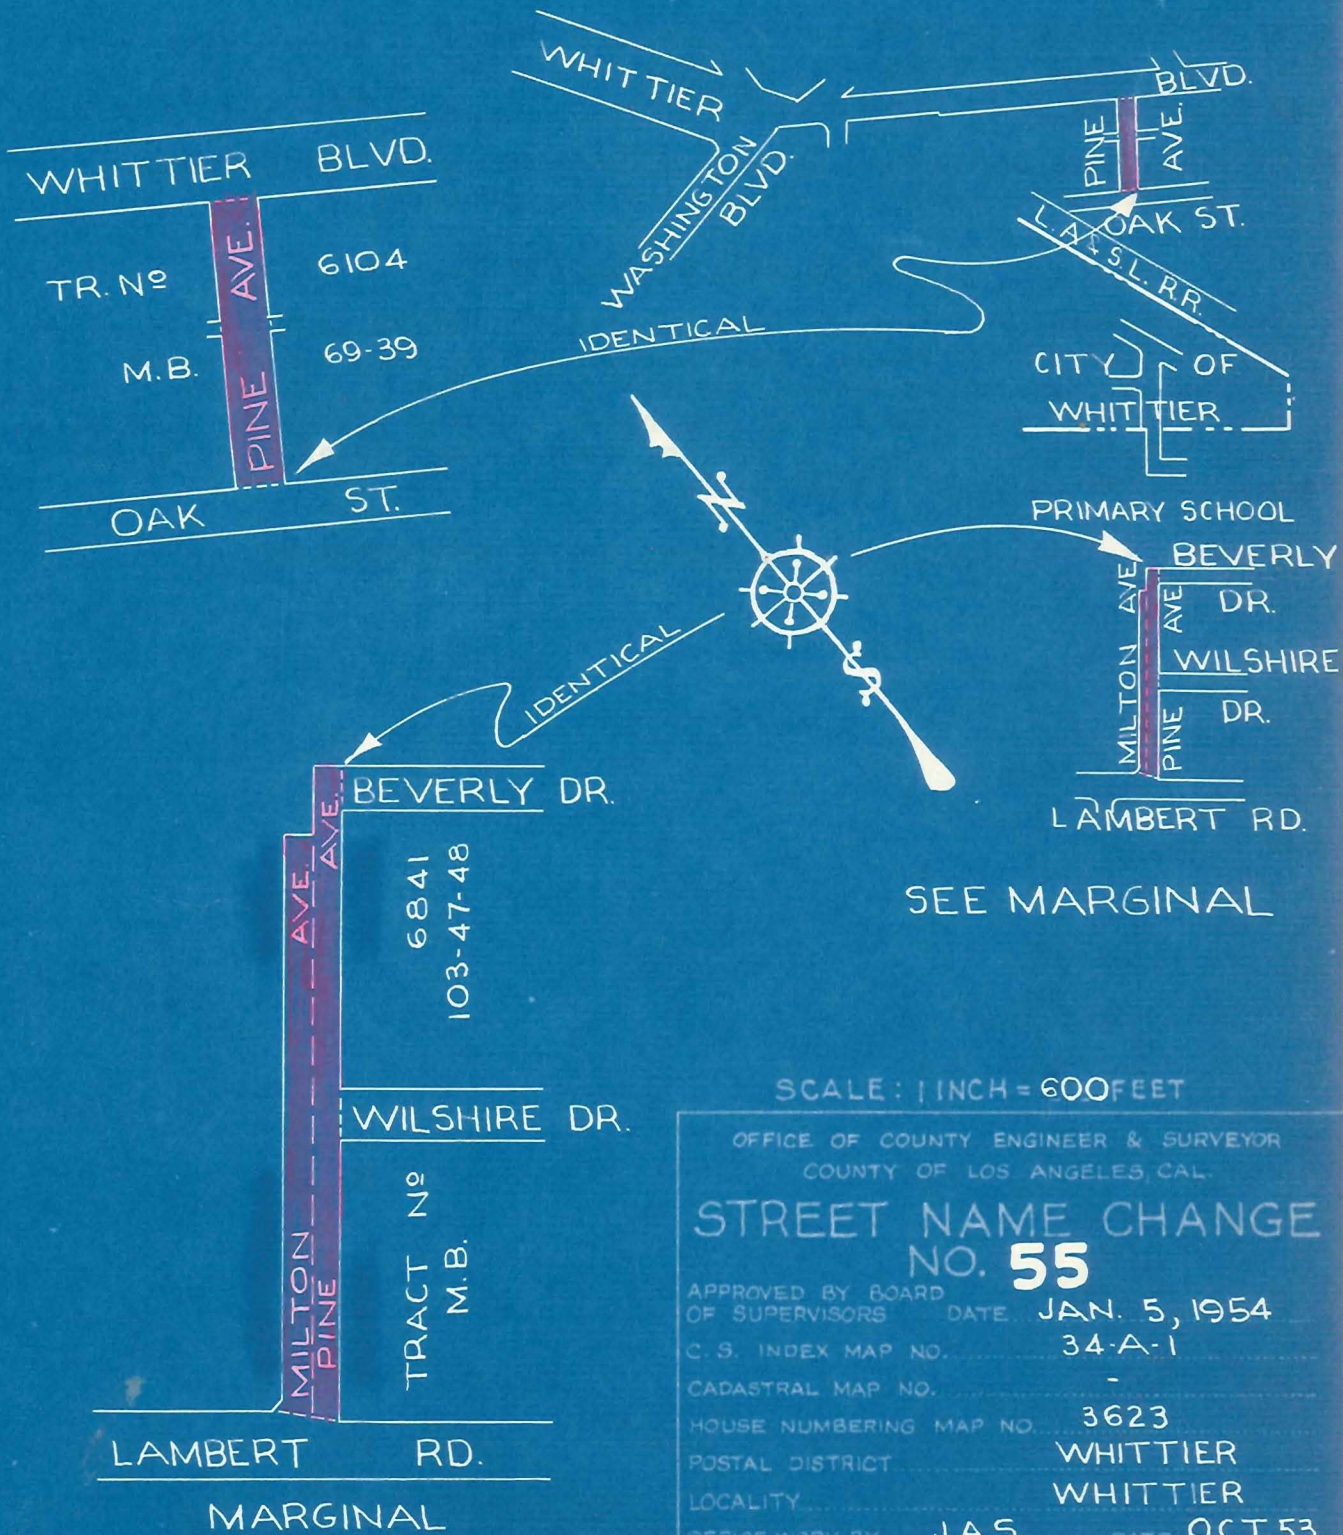 WHITTIER BLVD.
TR. Nº 6104
M.B. 69-39
PINE AVE.
OAK ST.
WHITTIER BLVD.
WASHINGTON BLVD.
PINE AVE.
OAK ST.
L. A. & S. L. R.R.
IDENTICAL
CITY OF
WHITTIER
N
S
PRIMARY SCHOOL
BEVERLY
DR.
WILSHIRE
DR.
MILTON AVE
PINE AVE
LAMBERT RD.
SEE MARGINAL
IDENTICAL
BEVERLY DR.
MILTON AVE.
PINE AVE.
6841
103-47-48
WILSHIRE DR.
TRACT Nº
M.B.
LAMBERT RD.
MARGINAL
SCALE: 1 INCH = 600 FEET
OFFICE OF COUNTY ENGINEER & SURVEYOR
COUNTY OF LOS ANGELES, CAL.
STREET NAME CHANGE
NO. 55
APPROVED BY BOARD
OF SUPERVISORS DATE JAN. 5, 1954
C. S. INDEX MAP NO. 34-A-1
CADASTRAL MAP NO. -
HOUSE NUMBERING MAP NO. 3623
POSTAL DISTRICT WHITTIER
LOCALITY WHITTIER
JAS OCT 53